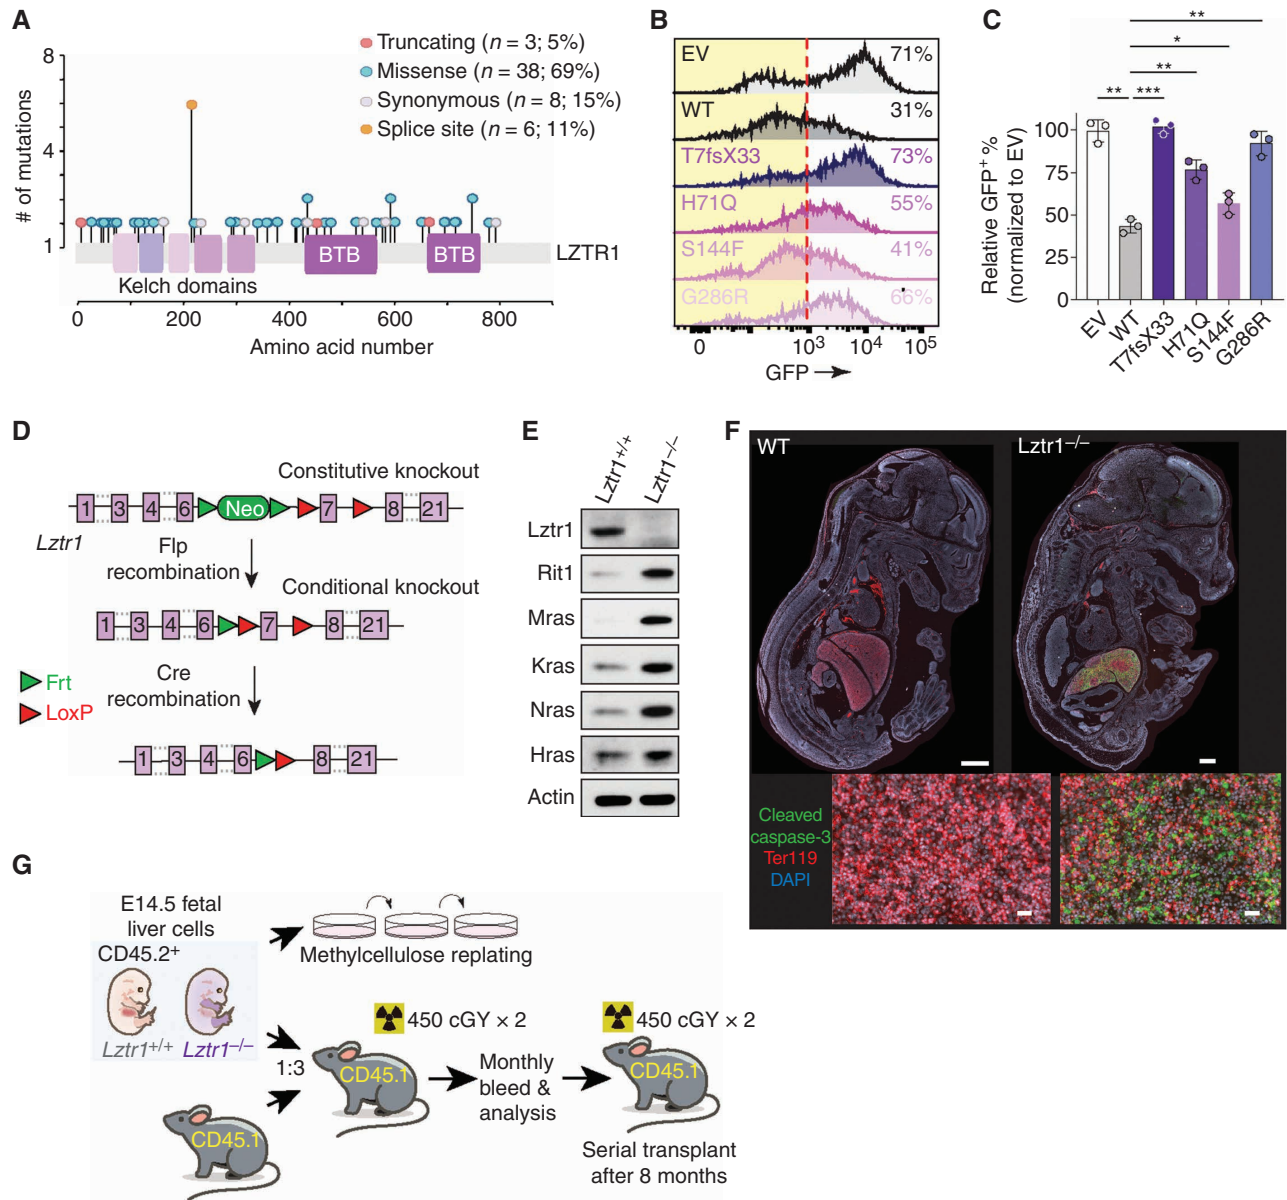 A
8
4
1
# of mutations
Truncating (n = 3; 5%)
Missense (n = 38; 69%)
Synonymous (n = 8; 15%)
Splice site (n = 6; 11%)
BTB
BTB
LZTR1
Kelch domains
0 200 400 600 800
Amino acid number
B
EV 71%
WT 31%
T7fsX33 73%
H71Q 55%
S144F 41%
G286R 66%
0 10³ 10⁴ 10⁵
GFP
C
**
*
**
** ***
100
75
50
25
0
Relative GFP⁺ %
(normalized to EV)
EV WT T7fsX33 H71Q S144F G286R
D
Constitutive knockout
1 3 4 6 Neo 7 8 21
Lztr1
Flp
recombination
Conditional knockout
1 3 4 6 7 8 21
Cre
recombination
Frt
LoxP
1 3 4 6 8 21
E
Lztr1+/+ Lztr1–/–
Lztr1
Rit1
Mras
Kras
Nras
Hras
Actin
F
WT Lztr1–/–
Cleaved
caspase-3
Ter119
DAPI
G
E14.5 fetal
liver cells
CD45.2+
Lztr1+/+ Lztr1–/–
Methylcellulose replating
1:3
CD45.1
450 cGY × 2
CD45.1
Monthly
bleed &
analysis
450 cGY × 2
CD45.1
Serial transplant
after 8 months